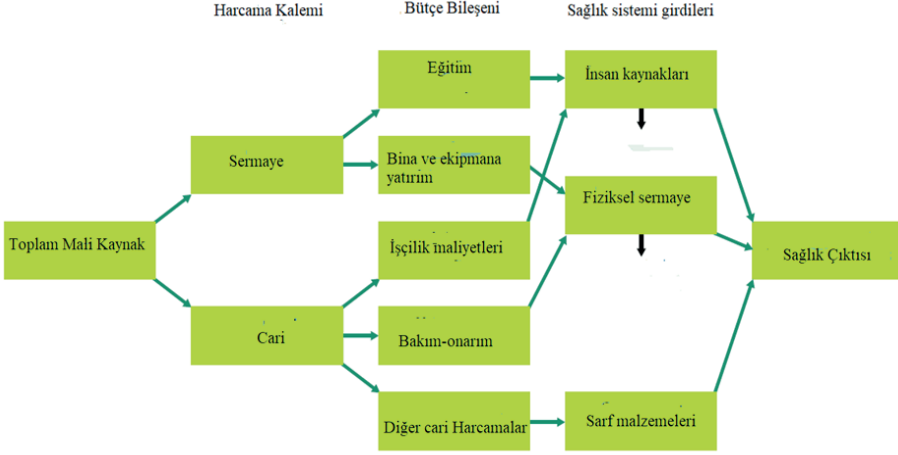 Harcama Kalemi
Bütçe Bileşeni
Sağlık sistemi girdileri
Eğitim
İnsan kaynakları
Sermaye
Bina ve ekipmana
yatırim
Fiziksel sermaye
Toplam Mali Kaynak
İşçilik maliyetleri
Sağlık Çıktısı
Cari
Bakım-onarım
Diğer cari Harcamalar
Sarf malzemeleri